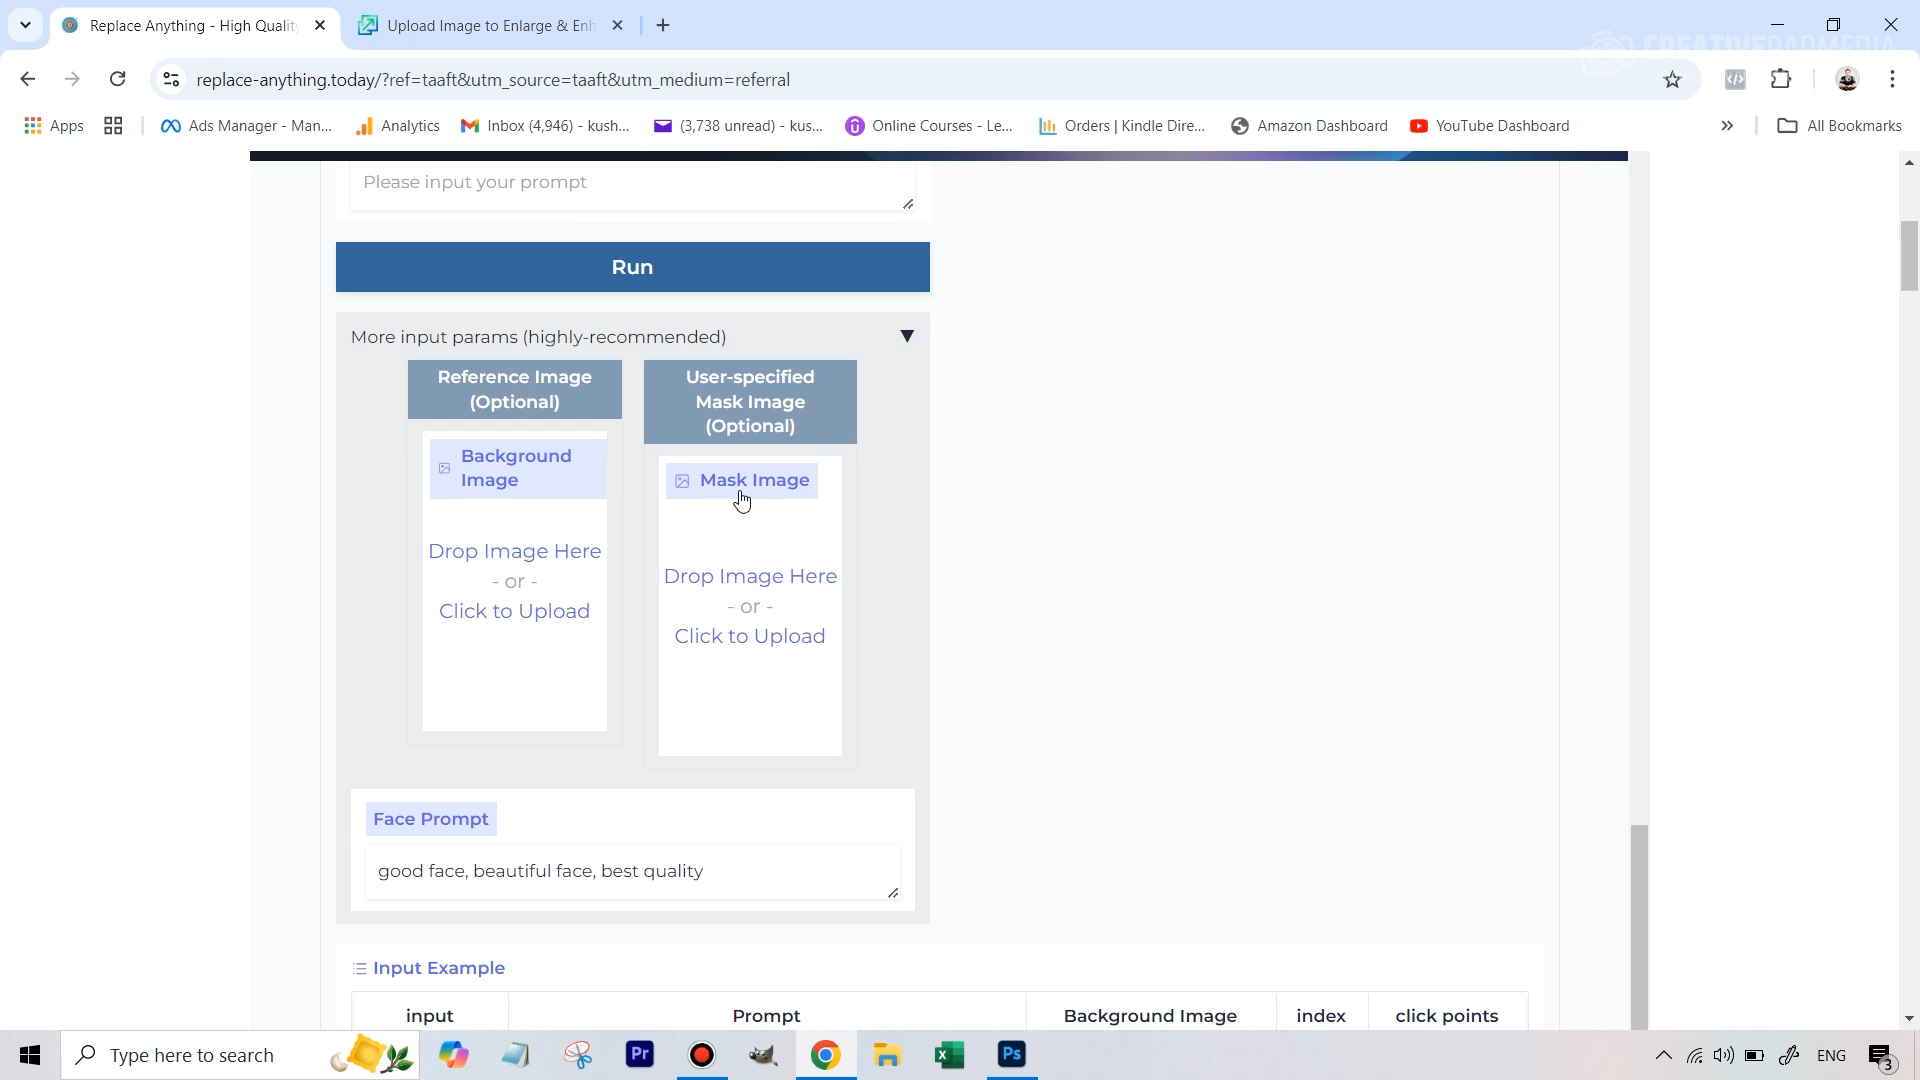 Replace Anything - High Quality
Upload Image to Enlarge & Enh
CREATIVEPADMEDIA
replace-anything.today/?ref=taaft&utm_source=taaft&utm_medium=referral
Apps
Ads Manager - Man...
Analytics
Inbox (4,946) - kush...
(3,738 unread) - kus...
Online Courses - Le...
Orders | Kindle Dire...
Amazon Dashboard
YouTube Dashboard
All Bookmarks
Please input your prompt
Run
More input params (highly-recommended)
Reference Image
(Optional)
User-specified
Mask Image
(Optional)
Background
Image
Mask Image
Drop Image Here
- or -
Click to Upload
Drop Image Here
- or -
Click to Upload
Face Prompt
good face, beautiful face, best quality
Input Example
input
Prompt
Background Image
index
click points
Type here to search
Pr
Ps
ENG
3